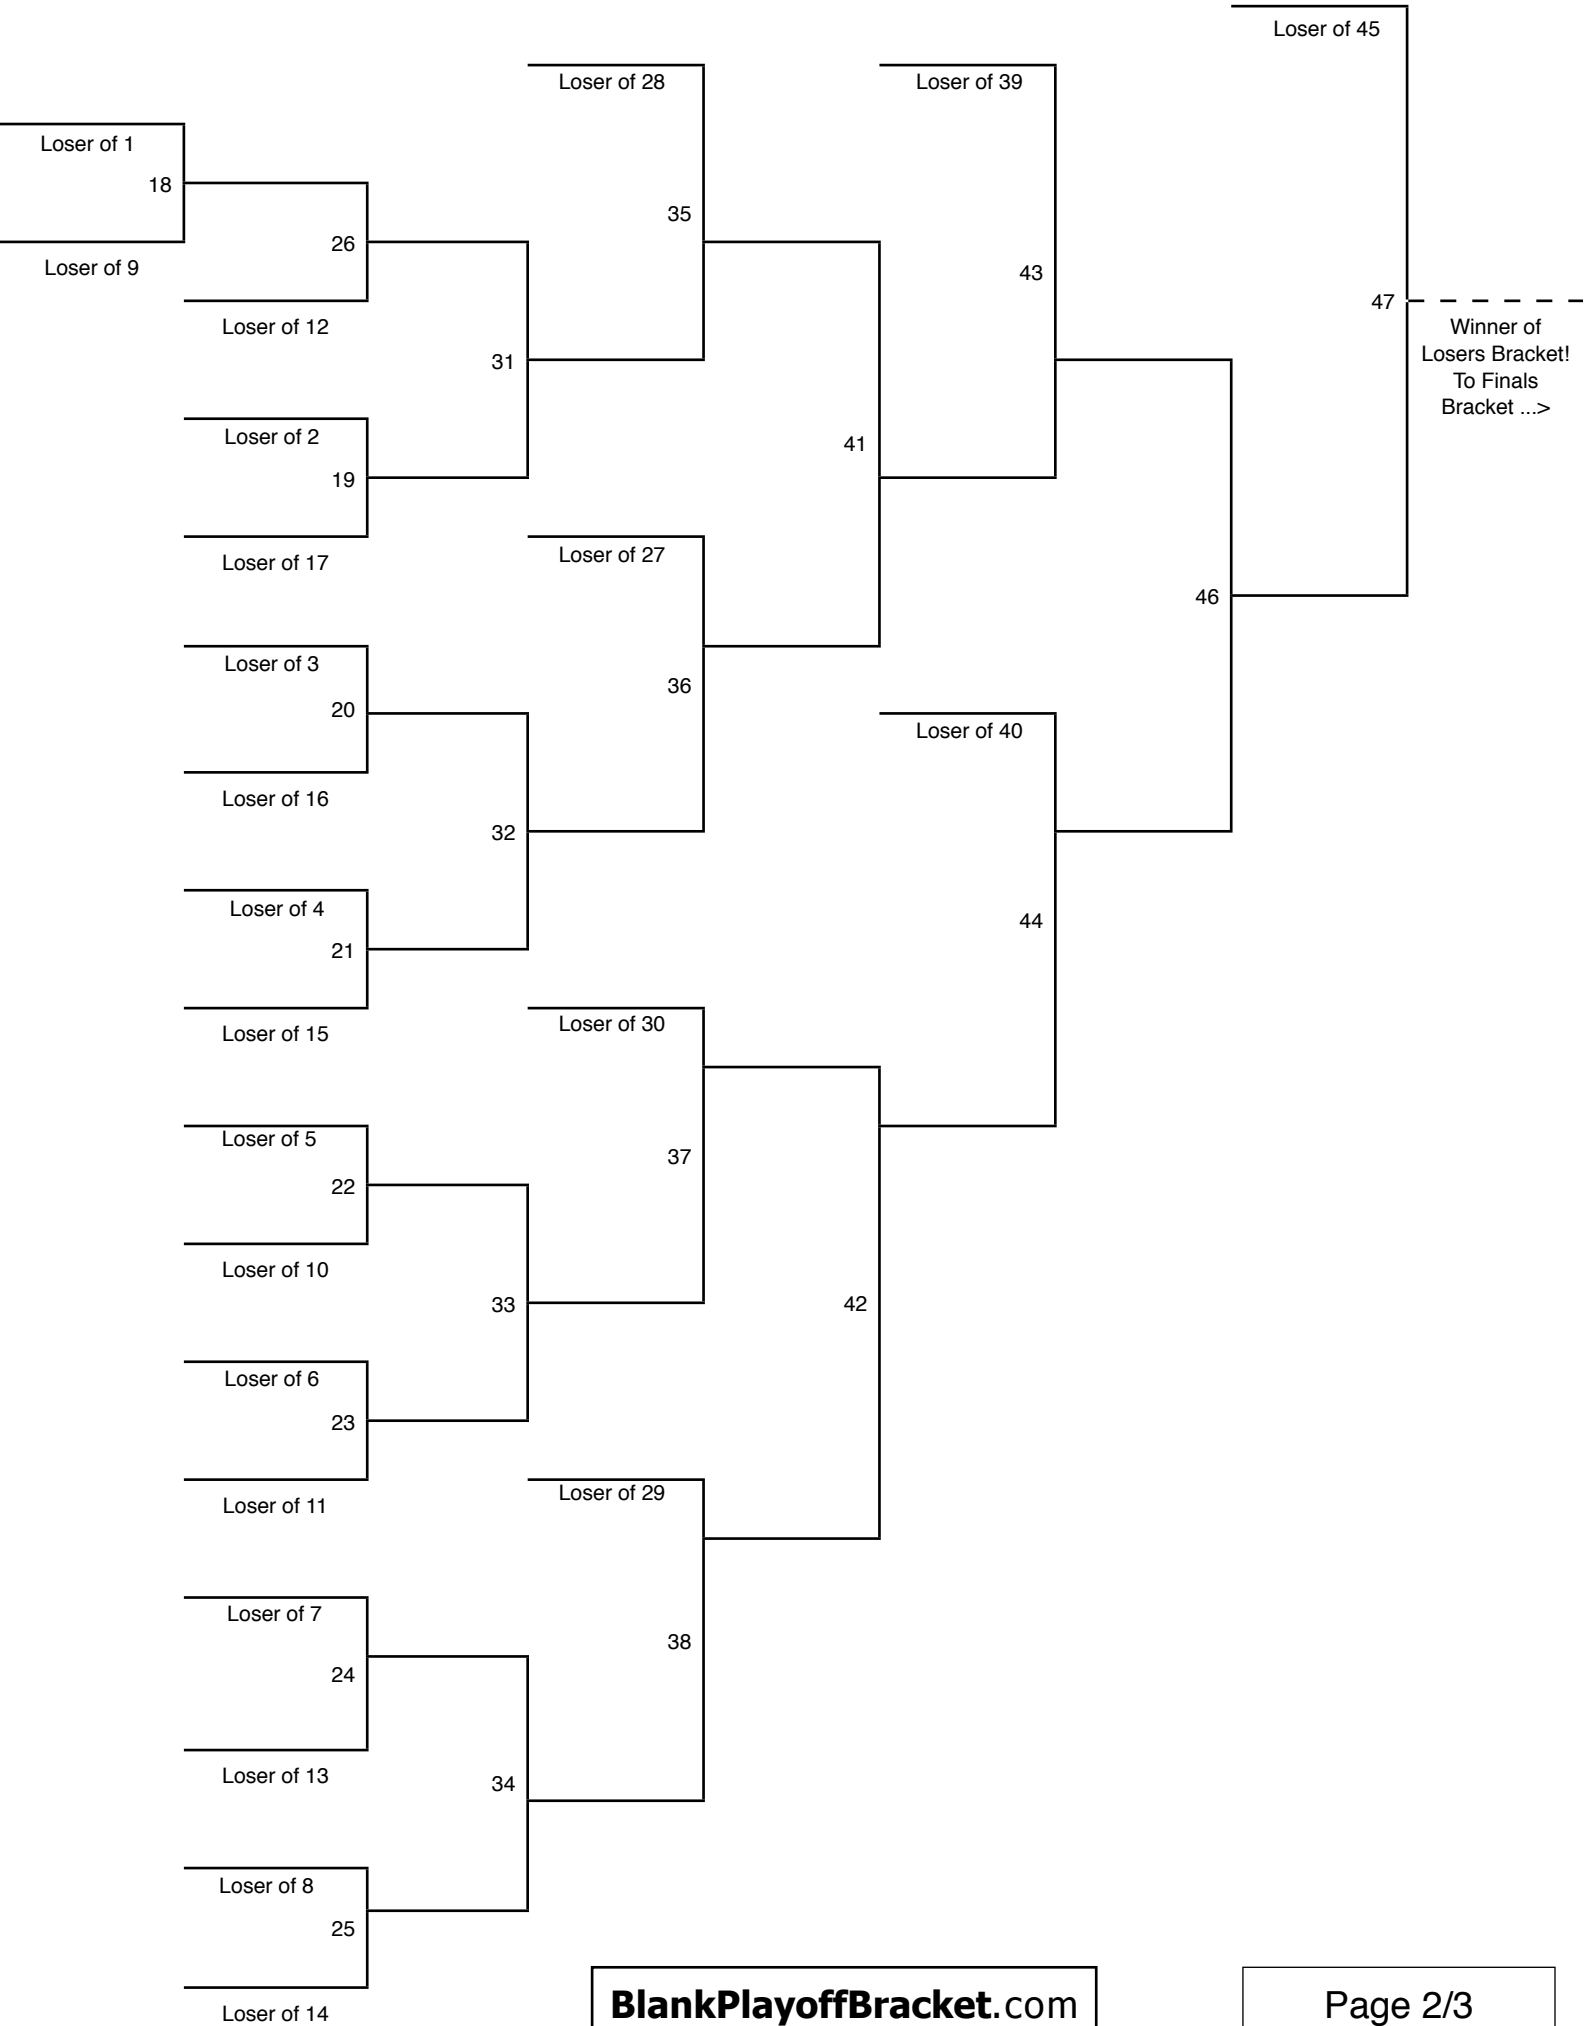 Loser of 45
Loser of 28
Loser of 39
Loser of 1
18
35
26
Loser of 9
43
47
Loser of 12
Winner of
Losers Bracket!
To Finals
Bracket ...>
31
Loser of 2
41
19
Loser of 27
Loser of 17
46
Loser of 3
36
20
Loser of 40
Loser of 16
32
Loser of 4
44
21
Loser of 30
Loser of 15
Loser of 5
37
22
Loser of 10
33
42
Loser of 6
23
Loser of 29
Loser of 11
Loser of 7
38
24
Loser of 13
34
Loser of 8
25
BlankPlayoffBracket.com
Page 2/3
Loser of 14